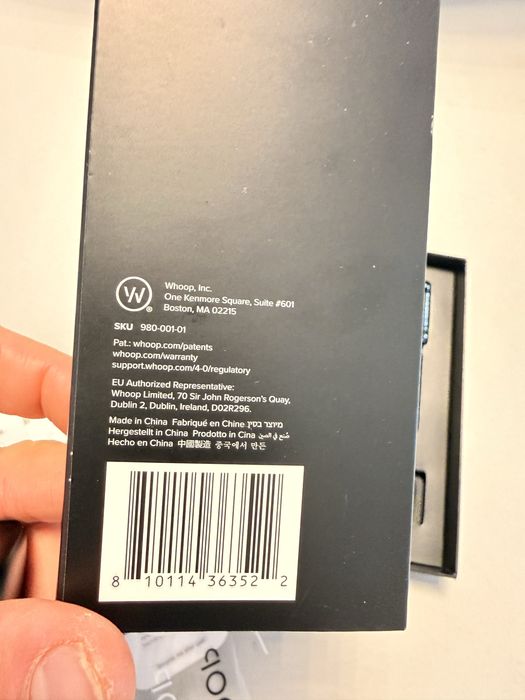 Whoop, Inc.
One Kenmore Square, Suite #601
Boston, MA 02215
SKU 980-001-01
Pat.: whoop.com/patents
whoop.com/warranty
support.whoop.com/4-0/regulatory
EU Authorized Representative:
Whoop Limited, 70 Sir John Rogerson's Quay,
Dublin 2, Dublin, Ireland, D02R296.
Made in China Fabriqué en Chine מיוצר בסין
Hergestellt in China Prodotto in Cina صُنع في الصين
Hecho en China 中國製造 중국에서 만든
8 10114 36352 2